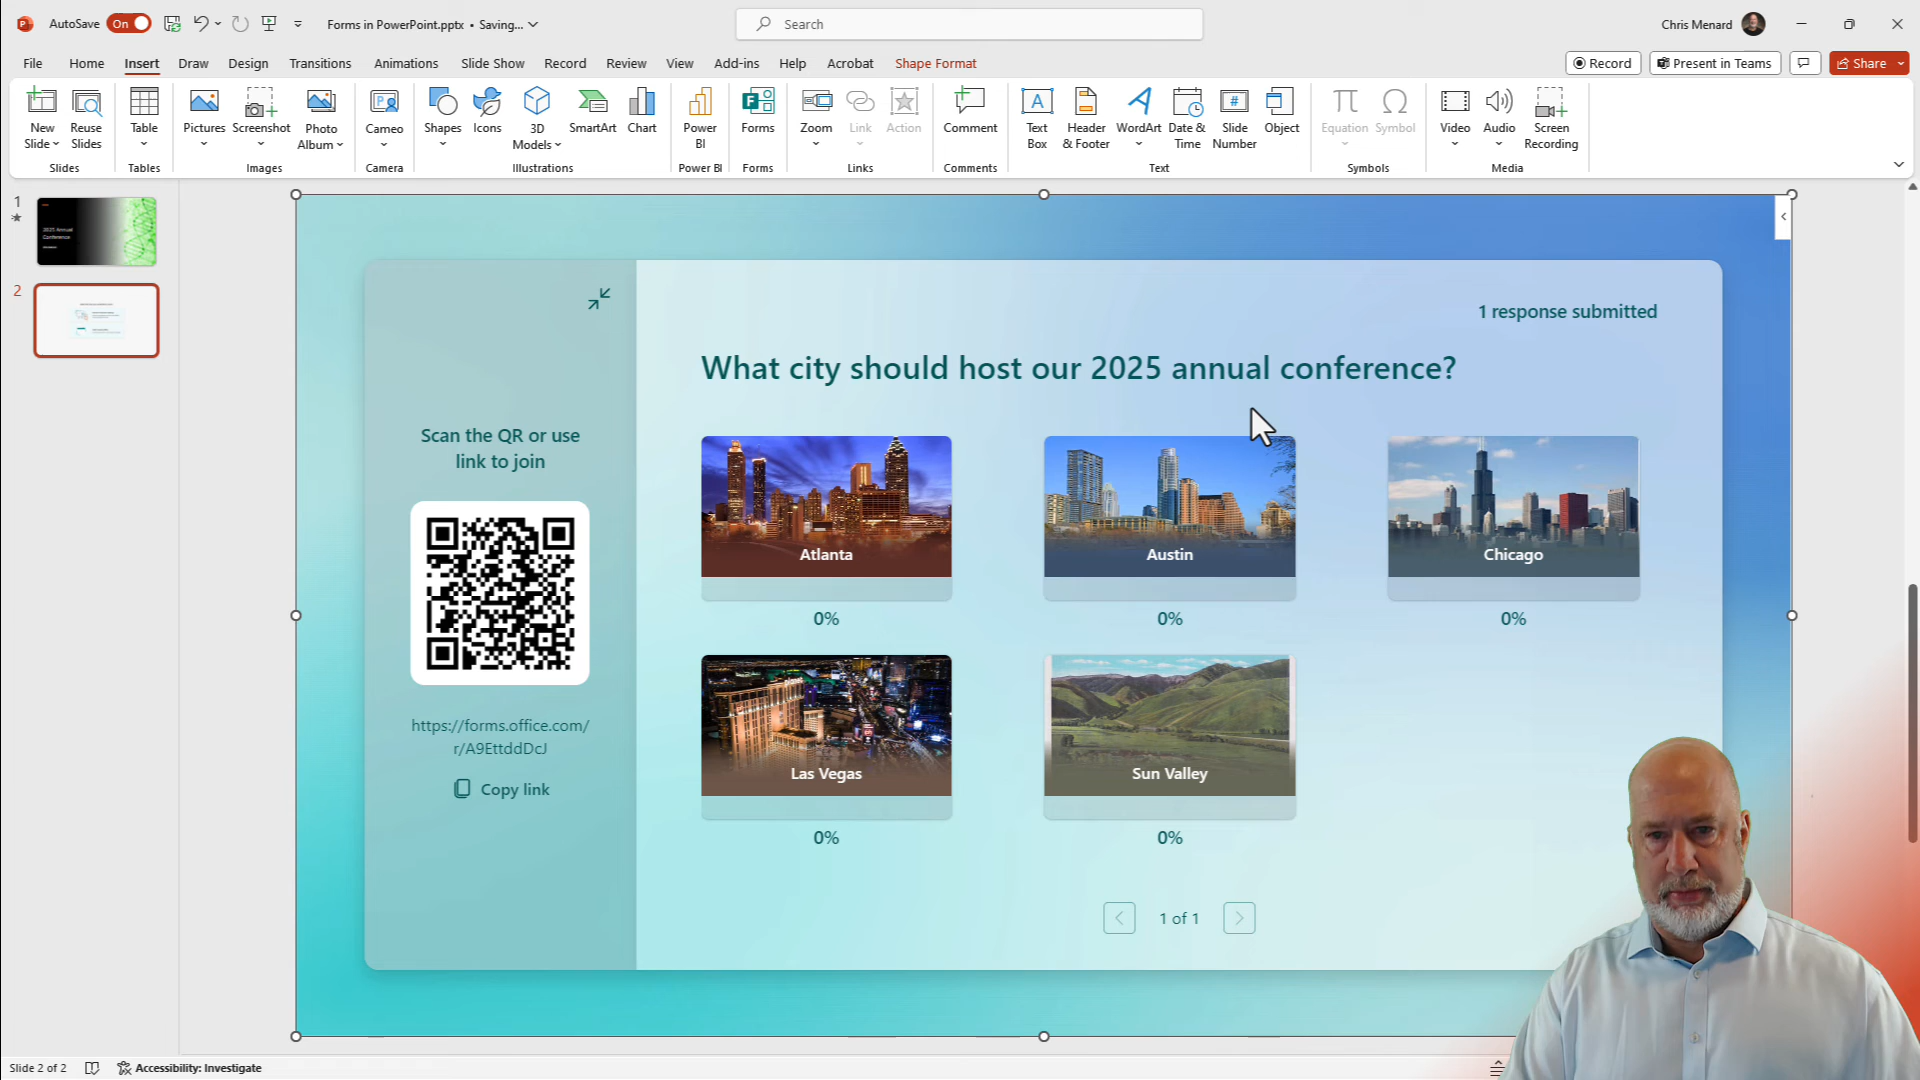 AutoSave On Forms in PowerPoint.pptx • Saving... Search Chris Menard
File Home Insert Draw Design Transitions Animations Slide Show Record Review View Add-ins Help Acrobat Shape Format Record Present in Teams Share
New Slide
Reuse Slides
Table
Pictures
Screenshot
Photo Album
Cameo
Shapes
Icons
3D Models
SmartArt
Chart
Power BI
Forms
Zoom
Link
Action
Comment
Text Box
Header & Footer
WordArt
Date & Time
Slide Number
Object
Equation
Symbol
Video
Audio
Screen Recording
Slides Tables Images Camera Illustrations Power BI Forms Links Comments Text Symbols Media
1
2025 Annual
Conference
2
1 response submitted
What city should host our 2025 annual conference?
Scan the QR or use
link to join
https://forms.office.com/
r/A9EttddDcJ
Copy link
Atlanta Austin Chicago
0% 0% 0%
Las Vegas Sun Valley
0% 0%
1 of 1
Slide 2 of 2 Accessibility: Investigate